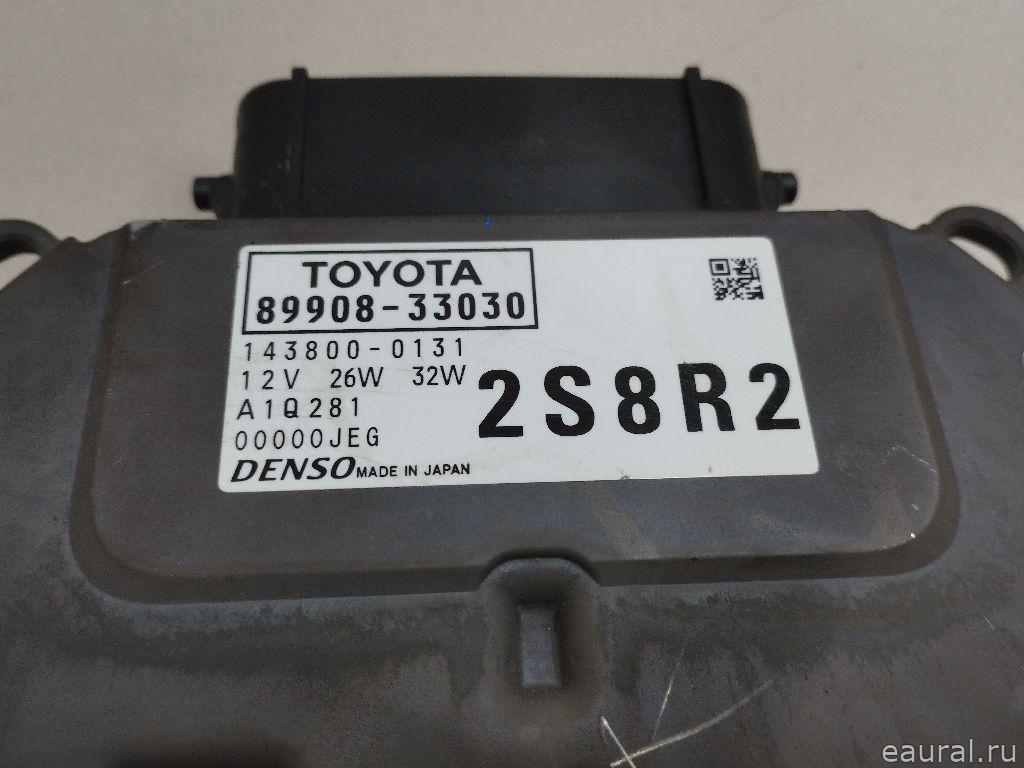 TOYOTA
89908-33030
143800-0131
12V 26W 32W
A1Q281
00000JEG
2S8R2
DENSO MADE IN JAPAN
eaural.ru